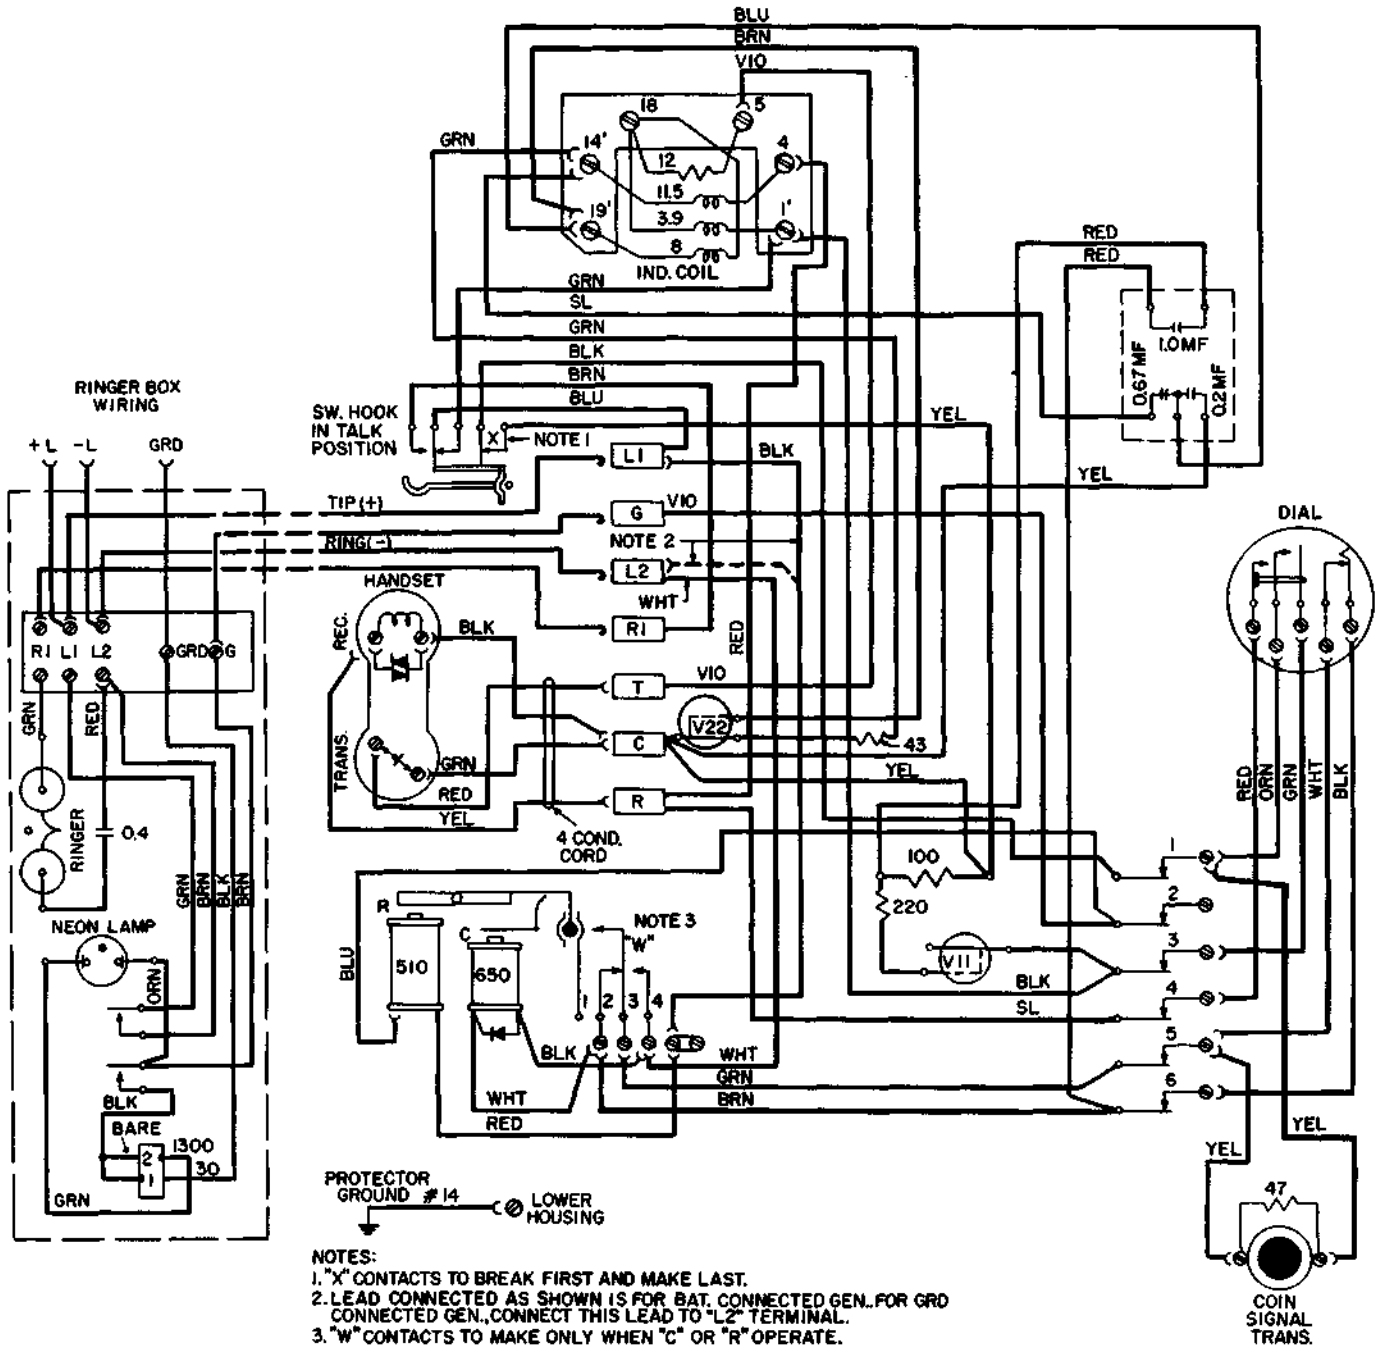 BLU
BRN
VIO
18
5
GRN
14'
4
12
11.5
19'
3.9
1'
8
IND. COIL
RED
RED
GRN
SL
GRN
1.0MF
0.67MF
0.2MF
BLK
BRN
BLU
YEL
RINGER BOX
WIRING
SW. HOOK
IN TALK
POSITION
X
NOTE 1
+L
-L
GRD
L1
BLK
YEL
TIP(+)
G
VIO
DIAL
RING(-)
NOTE 2
L2
HANDSET
WHT
REC.
BLK
R1
RED
R1
L1
L2
GRD
G
T
VIO
GRN
RED
V22
C
43
TRANS.
GRN
YEL
RED
R
YEL
RED
ORN
GRN
WHT
BLK
4 COND.
CORD
RINGER
0.4
1
100
GRN
BRN
BLK
BRN
R
2
220
NEON LAMP
NOTE 3
C
"W"
3
BLU
510
650
V11
BLK
ORN
1
2
3
4
4
SL
5
BLK
WHT
GRN
6
WHT
BRN
BLK
RED
BARE
2
1300
YEL
YEL
1
30
GRN
PROTECTOR
GROUND #14
LOWER
HOUSING
47
NOTES:
1. "X" CONTACTS TO BREAK FIRST AND MAKE LAST.
2. LEAD CONNECTED AS SHOWN IS FOR BAT. CONNECTED GEN., FOR GRD
CONNECTED GEN., CONNECT THIS LEAD TO "L2" TERMINAL.
3. "W" CONTACTS TO MAKE ONLY WHEN "C" OR "R" OPERATE.
COIN
SIGNAL
TRANS.